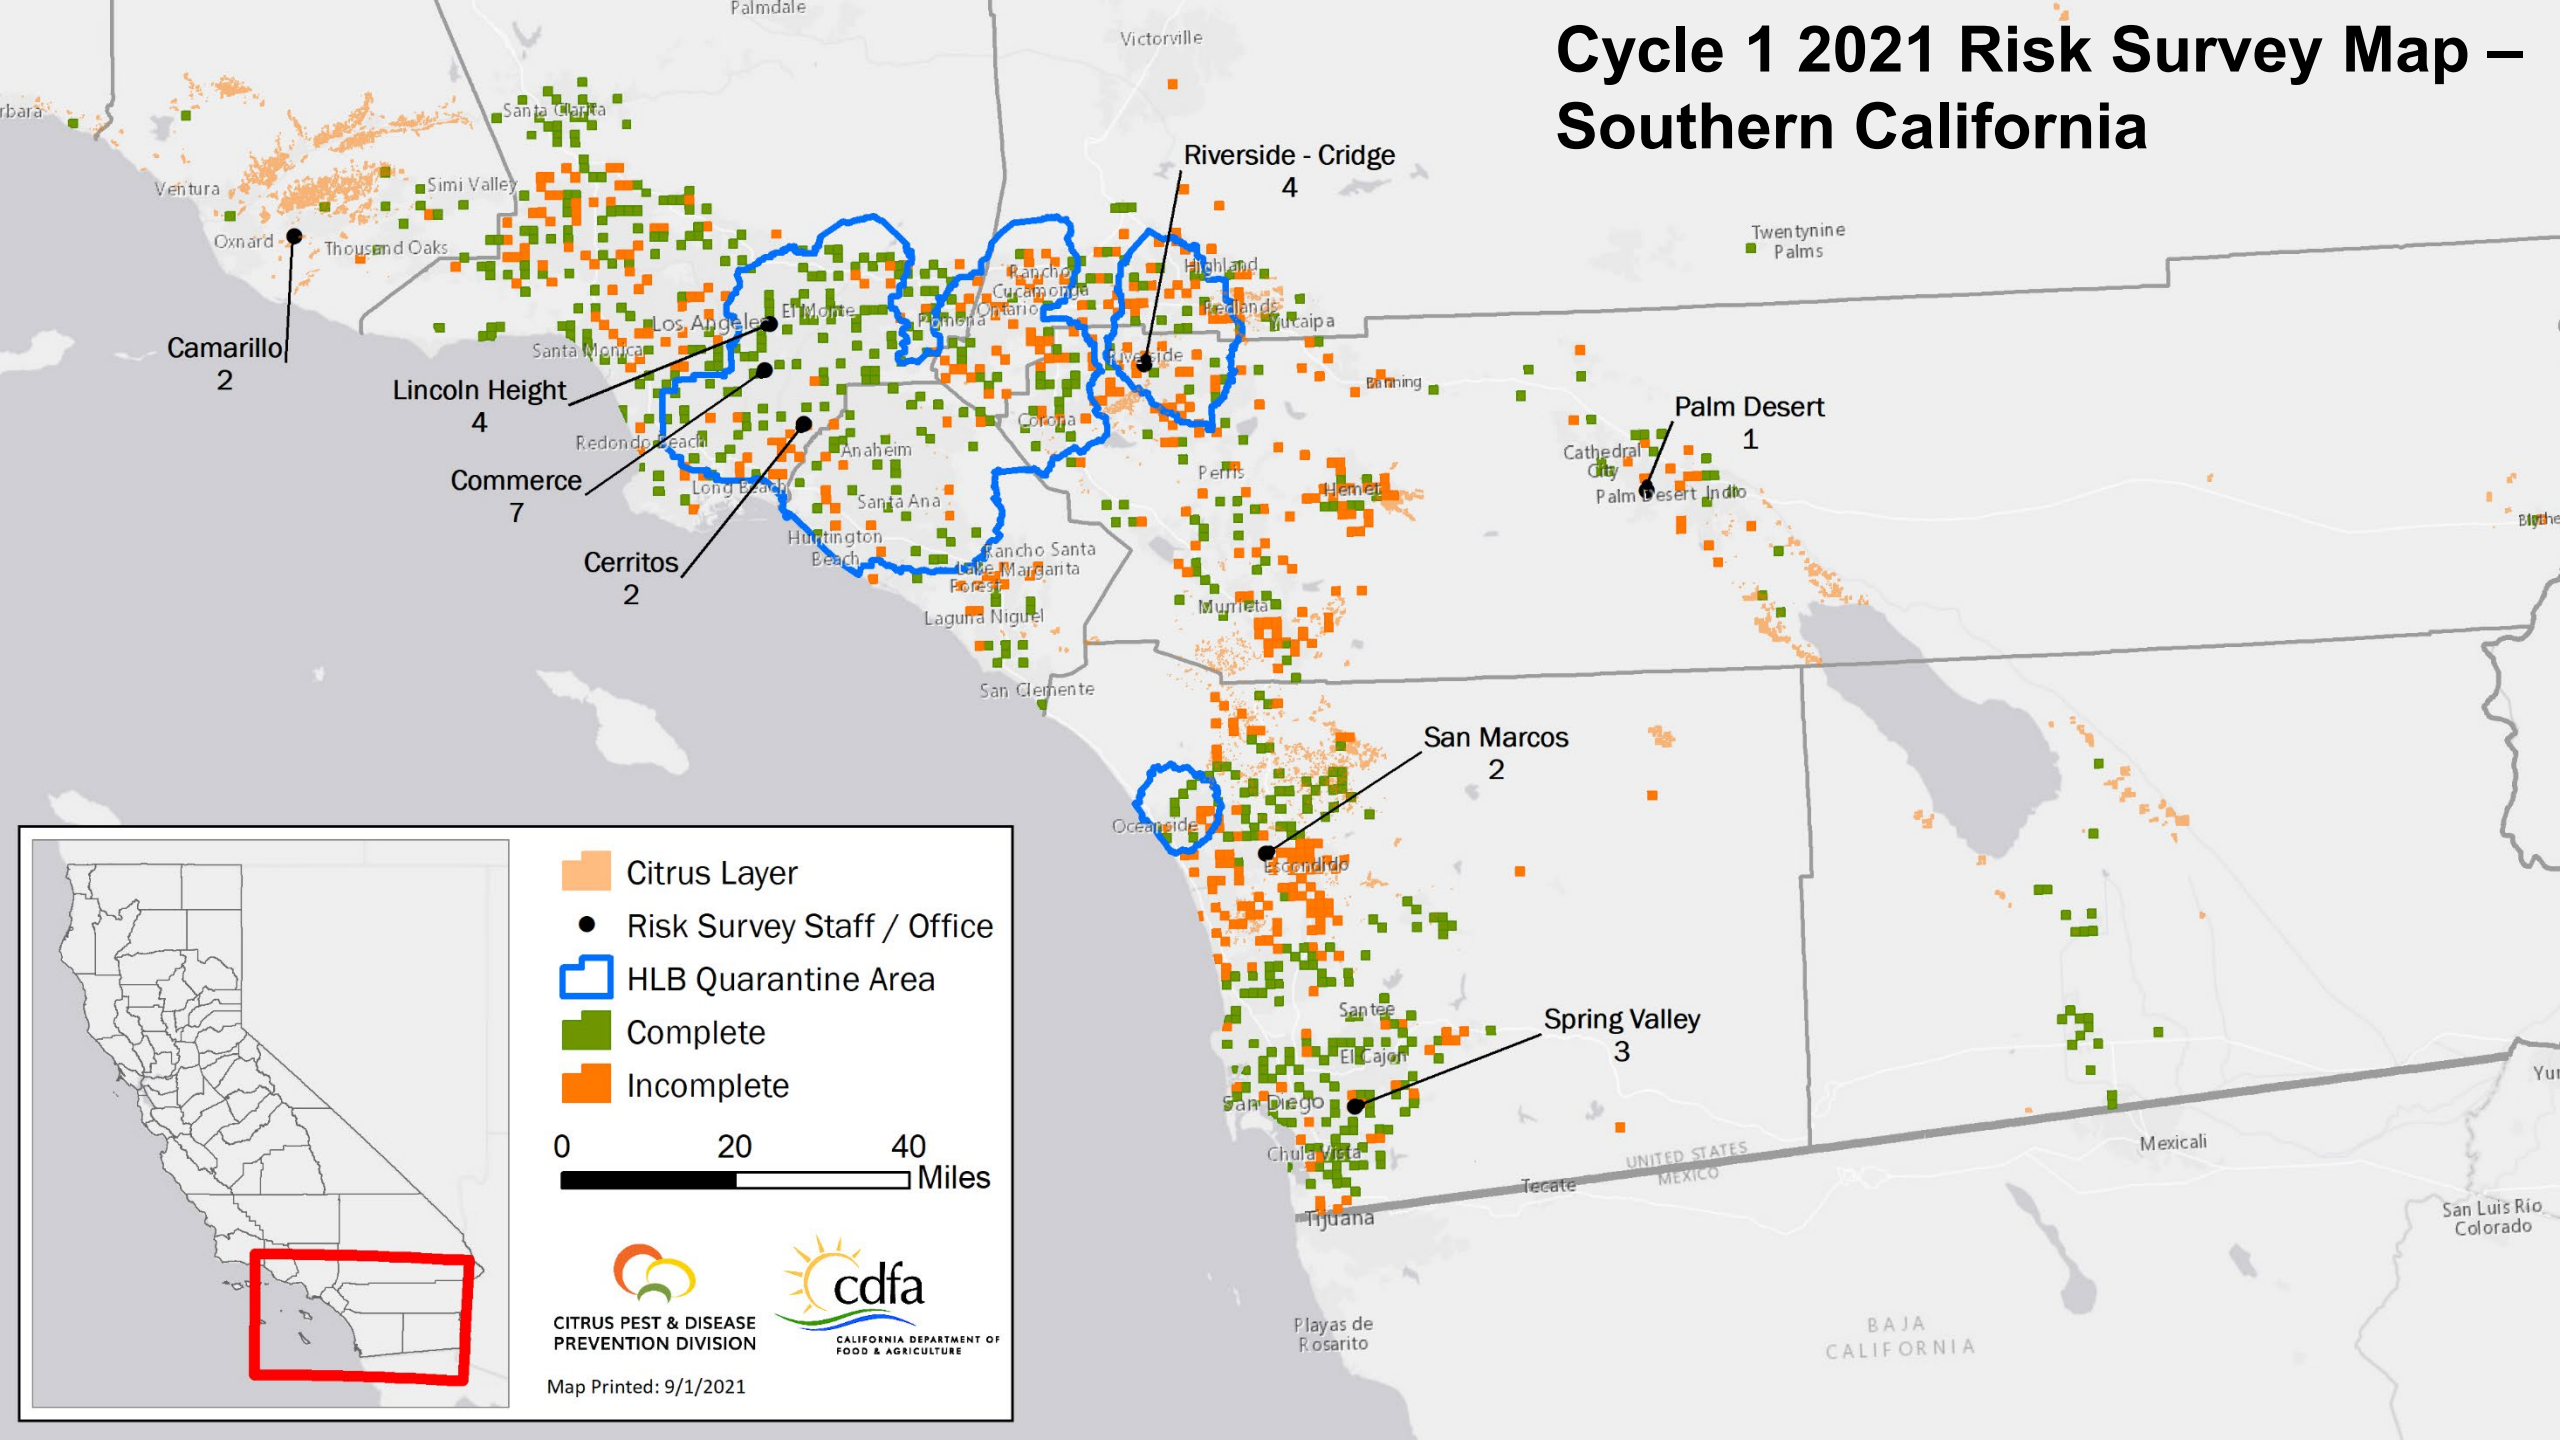 Cycle 1 2021 Risk Survey Map –
Southern California
Palmdale
Victorville
rbara
Santa Clarita
Ventura
Simi Valley
Oxnard
Thousand Oaks
Riverside - Cridge
4
Twentynine
Palms
Highland
Rancho
Cucamonga
Ontario
Pomona
Redlands
Yucaipa
El Monte
Los Angeles
Santa Monica
Riverside
Banning
Camarillo
2
Lincoln Height
4
Corona
Palm Desert
1
Redondo Beach
Anaheim
Cathedral
City
Commerce
7
Perris
Long Beach
Santa Ana
Hemet
Palm Desert
Indio
Blythe
Huntington
Beach
Cerritos
2
Rancho Santa
Margarita
Lake
Forest
Laguna Niguel
Murrieta
San Clemente
San Marcos
2
Oceanside
Escondido
Santee
Spring Valley
3
El Cajon
San Diego
Chula Vista
UNITED STATES
MEXICO
Tecate
Tijuana
Mexicali
Yur
San Luis Río
Colorado
Playas de
Rosarito
BAJA
CALIFORNIA
Citrus Layer
Risk Survey Staff / Office
HLB Quarantine Area
Complete
Incomplete
0 20 40
Miles
CITRUS PEST & DISEASE
PREVENTION DIVISION
cdfa
CALIFORNIA DEPARTMENT OF
FOOD & AGRICULTURE
Map Printed: 9/1/2021